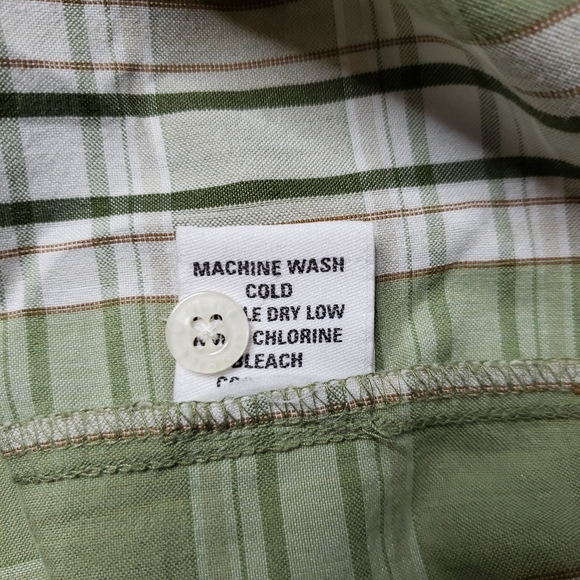 MACHINE WASH
COLD
DRY LOW
CHLORINE
BLEACH